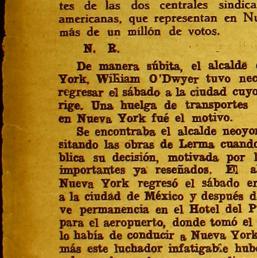 tes de las dos centrales sindica
americanas, que representan en Nu
más de un millón de votos.
N. R.
De manera súbita, el alcalde
York, William O'Dwyer tuvo nec
regresar el sábado a la ciudad cuyo
rige. Una huelga de transportes
en Nueva York fué el motivo.
Se encontraba el alcalde neoyor
sitando las obras de Lerma cuando
blica su decisión, motivada por l
importantes ya reseñados. El a
Nueva York regresó el sábado en
a la ciudad de México y después d
ve permanencia en el Hotel del P
para el aeropuerto, donde tomó el
lo había de conducir a Nueva York
más este luchador infatigable hub